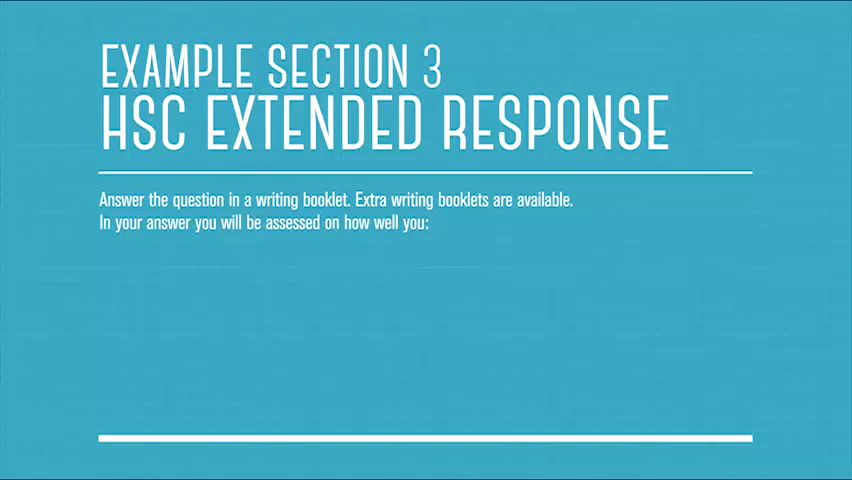 EXAMPLE SECTION 3
HSC EXTENDED RESPONSE
Answer the question in a writing booklet. Extra writing booklets are available.
In your answer you will be assessed on how well you: